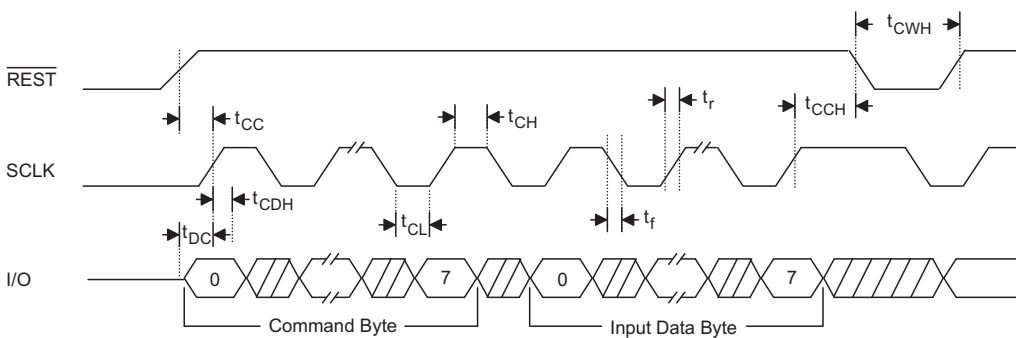 tCWH
REST
tCC
tCH
tr
tCCH
SCLK
tCDH
tDC
tCL
tf
I/O
0
7
0
7
Command Byte
Input Data Byte